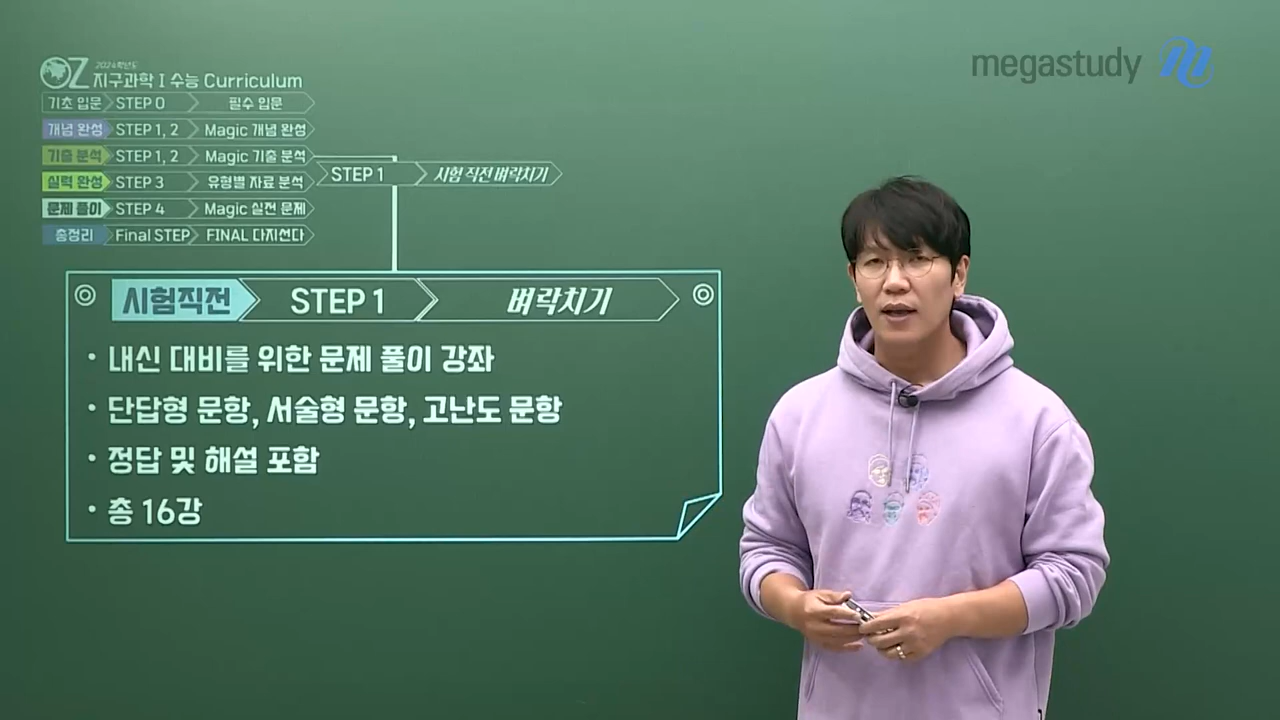 megastudy
OZ 2024학년도
지구과학 I 수능 Curriculum
기초 입문 STEP 0 필수 입문
개념 완성 STEP 1, 2 Magic 개념 완성
기출 분석 STEP 1, 2 Magic 기출 분석
STEP 1 시험 직전 벼락치기
실력 완성 STEP 3 유형별 자료 분석
문제 풀이 STEP 4 Magic 실전 문제
총정리 Final STEP FINAL 다지선다
시험직전 STEP 1 벼락치기
• 내신 대비를 위한 문제 풀이 강좌
• 단답형 문항, 서술형 문항, 고난도 문항
• 정답 및 해설 포함
• 총 16강